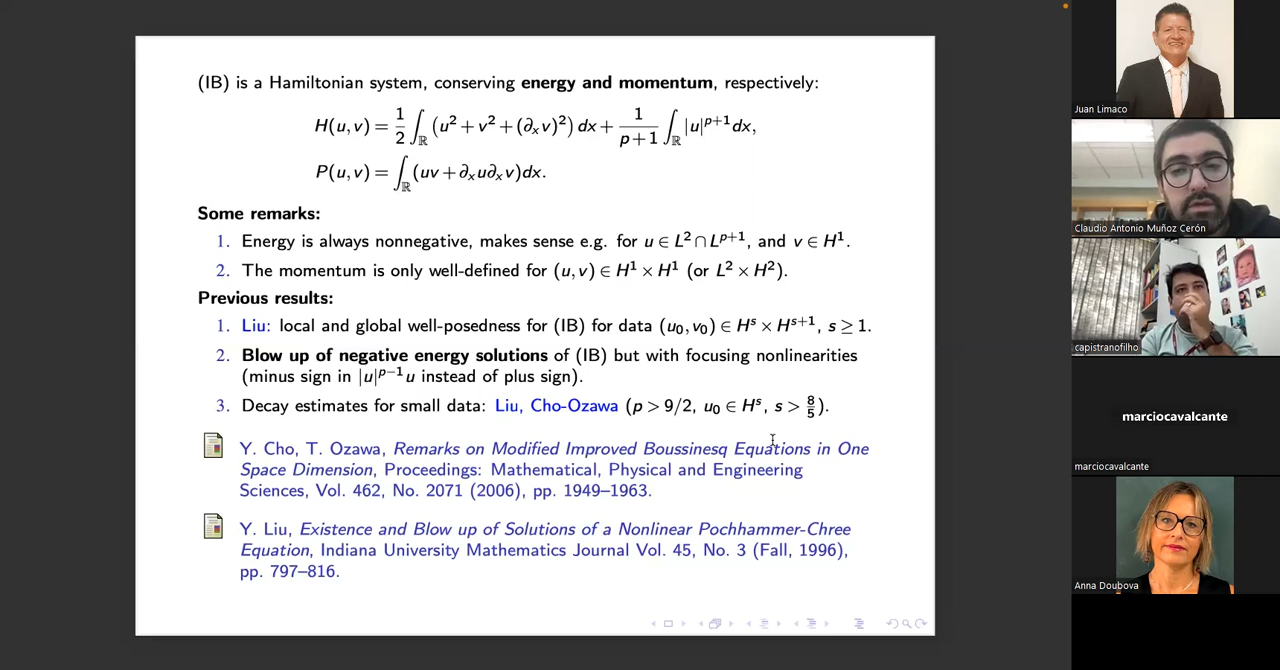 (IB) is a Hamiltonian system, conserving energy and momentum, respectively:
H(u,v) = 1/2 ∫_ℝ (u² + v² + (∂ₓv)²) dx + 1/(p+1) ∫_ℝ |u|^{p+1} dx,
P(u,v) = ∫_ℝ (uv + ∂ₓu∂ₓv)dx.
Some remarks:
1. Energy is always nonnegative, makes sense e.g. for u ∈ L² ∩ L^{p+1}, and v ∈ H¹.
2. The momentum is only well-defined for (u,v) ∈ H¹ × H¹ (or L² × H²).
Previous results:
1. Liu: local and global well-posedness for (IB) for data (u₀,v₀) ∈ H^s × H^{s+1}, s ≥ 1.
2. Blow up of negative energy solutions of (IB) but with focusing nonlinearities
(minus sign in |u|^{p−1}u instead of plus sign).
3. Decay estimates for small data: Liu, Cho-Ozawa (p > 9/2, u₀ ∈ H^s, s > 8/5).
Y. Cho, T. Ozawa, Remarks on Modified Improved Boussinesq Equations in One
Space Dimension, Proceedings: Mathematical, Physical and Engineering
Sciences, Vol. 462, No. 2071 (2006), pp. 1949–1963.
Y. Liu, Existence and Blow up of Solutions of a Nonlinear Pochhammer-Chree
Equation, Indiana University Mathematics Journal Vol. 45, No. 3 (Fall, 1996),
pp. 797–816.
Juan Limaco
Claudio Antonio Muñoz Cerón
capistranofilho
marciocavalcante
marciocavalcante
Anna Doubova